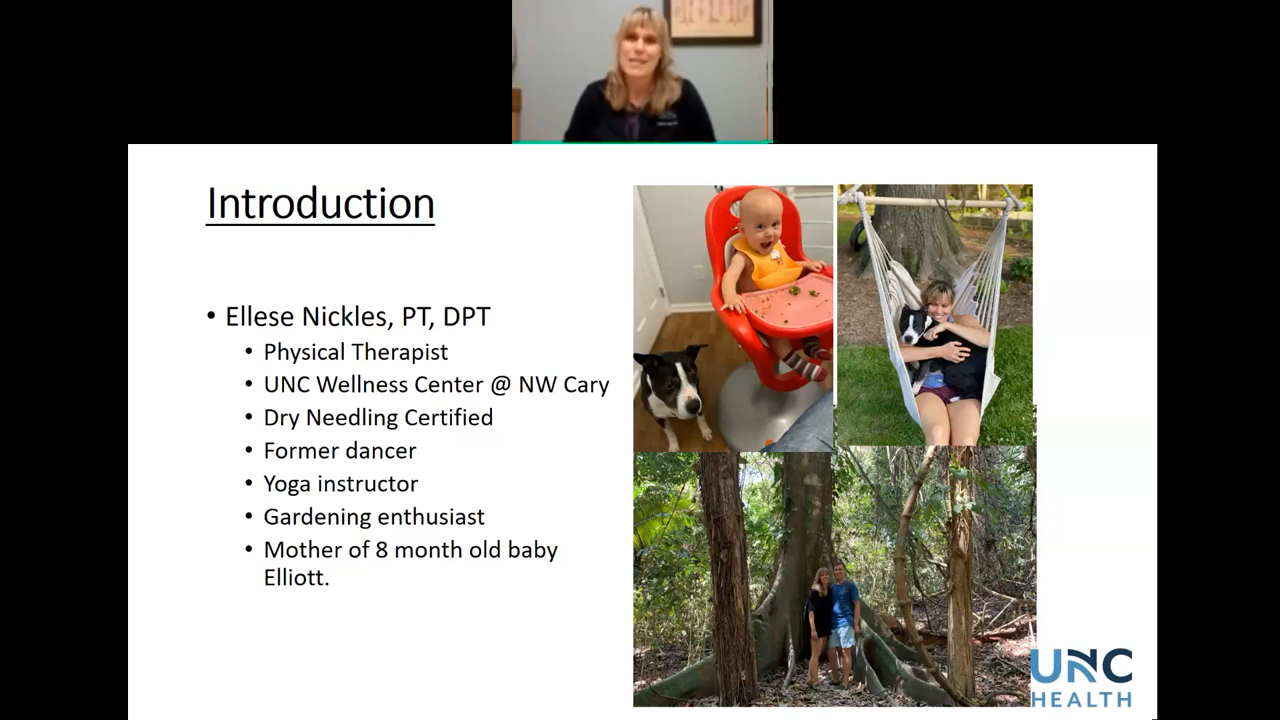 Introduction
• Ellese Nickles, PT, DPT
• Physical Therapist
• UNC Wellness Center @ NW Cary
• Dry Needling Certified
• Former dancer
• Yoga instructor
• Gardening enthusiast
• Mother of 8 month old baby
Elliott.
UNC
HEALTH